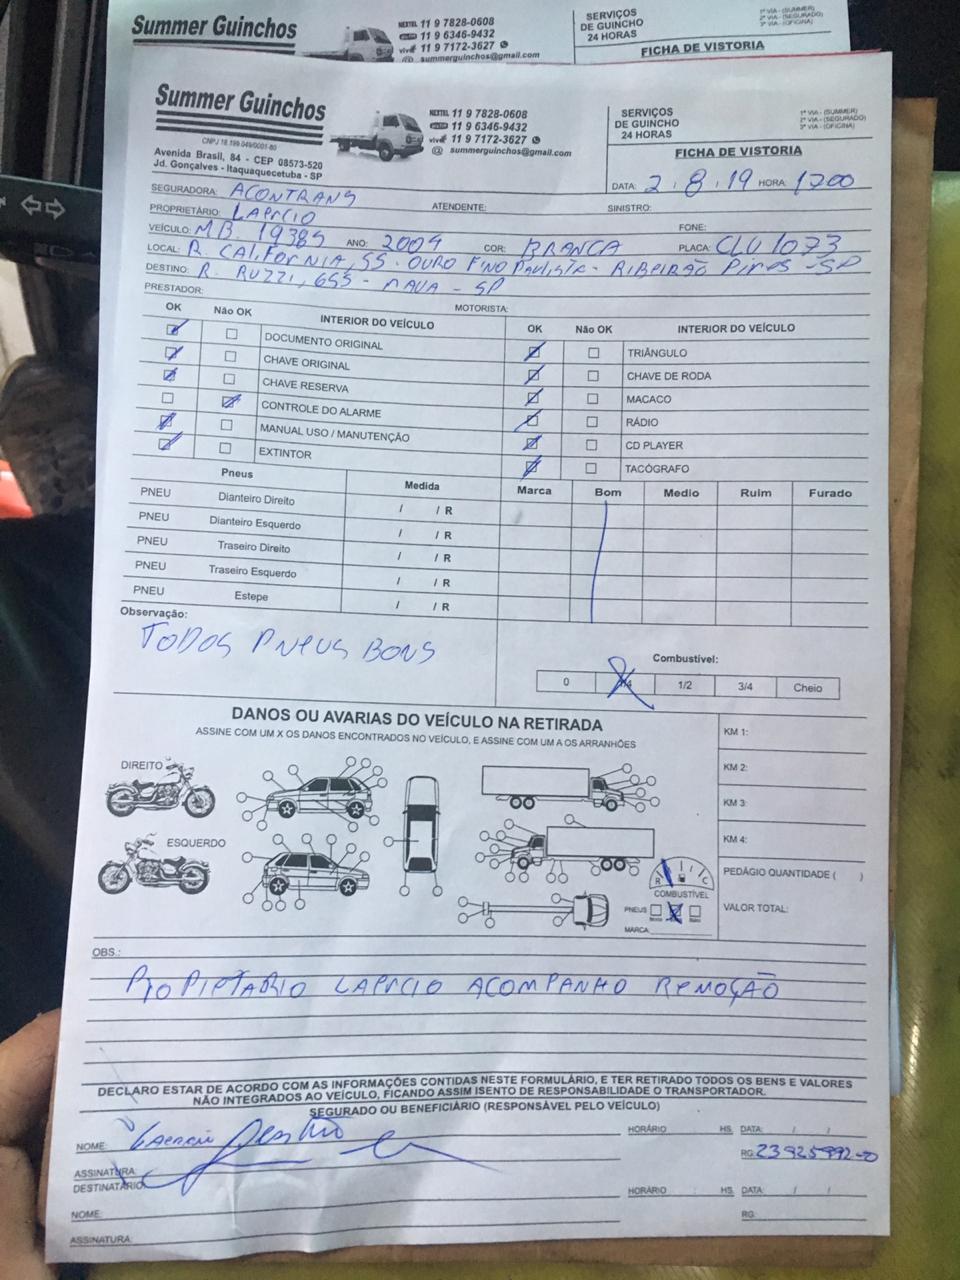 Summer Guinchos
NEXTEL 11 9 7828-0608
11 9 6346-9432
vivo 11 9 7172-3627
@ summerguinchos@gmail.com
SERVIÇOS
DE GUINCHO
24 HORAS
1ª VIA - (SUMMER)
2ª VIA - (SEGURADO)
3ª VIA - (OFICINA)
FICHA DE VISTORIA
Summer Guinchos
CNPJ 18.199.049/0001-80
Avenida Brasil, 84 - CEP 08573-520
Jd. Gonçalves - Itaquaquecetuba - SP
NEXTEL 11 9 7828-0608
11 9 6346-9432
vivo 11 9 7172-3627
@ summerguinchos@gmail.com
SERVIÇOS
DE GUINCHO
24 HORAS
1ª VIA - (SUMMER)
2ª VIA - (SEGURADO)
3ª VIA - (OFICINA)
FICHA DE VISTORIA
DATA: 2.8.19 HORA: 1700
SEGURADORA: ACONTRANS ATENDENTE: SINISTRO:
PROPRIETÁRIO: LAERCIO FONE:
VEÍCULO: MB. 1938S ANO: 2004 COR: BRANCA PLACA: CLU 1073
LOCAL: R. CALIFORNIA, 55 - OURO FINO Paulista - RIBEIRÃO PIRES - SP
DESTINO: R. RUZZI, 655 - MAUA - SP
PRESTADOR: MOTORISTA:
OK Não OK INTERIOR DO VEÍCULO OK Não OK INTERIOR DO VEÍCULO
DOCUMENTO ORIGINAL TRIÂNGULO
CHAVE ORIGINAL CHAVE DE RODA
CHAVE RESERVA MACACO
CONTROLE DO ALARME RÁDIO
MANUAL USO / MANUTENÇÃO CD PLAYER
EXTINTOR TACÓGRAFO
Pneus Medida Marca Bom Medio Ruim Furado
PNEU Dianteiro Direito / / R
PNEU Dianteiro Esquerdo / / R
PNEU Traseiro Direito / / R
PNEU Traseiro Esquerdo / / R
PNEU Estepe / / R
Observação:
TODOS PNEUS BONS
Combustível:
0 1/4 1/2 3/4 Cheio
DANOS OU AVARIAS DO VEÍCULO NA RETIRADA
ASSINE COM UM X OS DANOS ENCONTRADOS NO VEÍCULO, E ASSINE COM UM A OS ARRANHÕES
KM 1:
KM 2:
KM 3:
KM 4:
PEDÁGIO QUANTIDADE ( )
VALOR TOTAL:
DIREITO
ESQUERDO
R C
COMBUSTÍVEL
PNEUS
MARCA
OBS.:
PROPIETARIO LAERCIO ACOMPANHO REMOÇÃO
DECLARO ESTAR DE ACORDO COM AS INFORMAÇÕES CONTIDAS NESTE FORMULÁRIO, E TER RETIRADO TODOS OS BENS E VALORES
NÃO INTEGRADOS AO VEÍCULO, FICANDO ASSIM ISENTO DE RESPONSABILIDADE O TRANSPORTADOR.
SEGURADO OU BENEFICIÁRIO (RESPONSÁVEL PELO VEÍCULO)
NOME: Laercio HORÁRIO : HS. DATA: / /
ASSINATURA: RG: 23925992-0
DESTINATÁRIO: HORÁRIO : HS. DATA: / /
NOME: RG:
ASSINATURA: